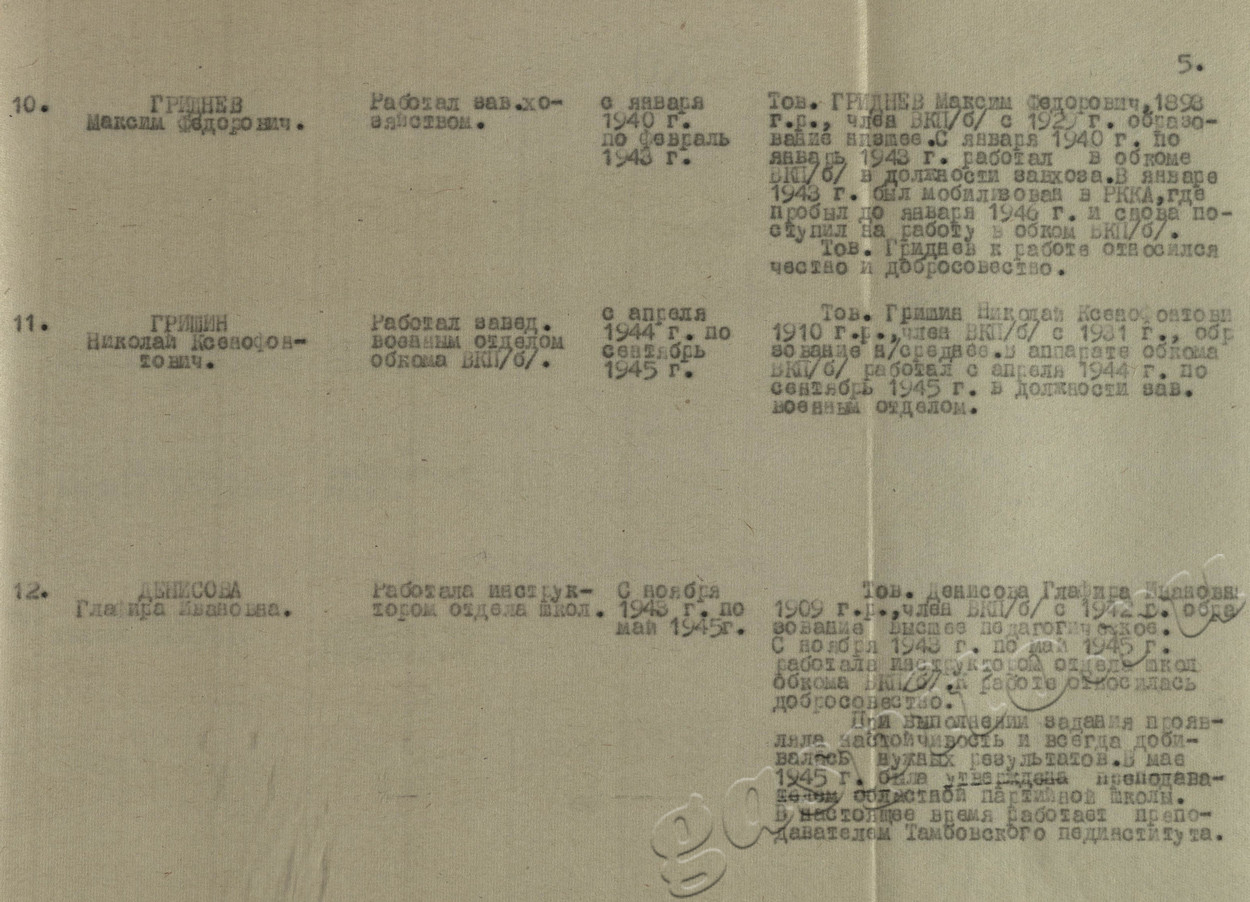 5.
10. ГРИДНЕВ
Максим Федорович.
Работал зав.хо-
зяйством.
с января
1940 г.
по февраль
1943 г.
Тов. ГРИДНЕВ Максим Федорович,1898
г.р., член ВКП/б/ с 1929 г. образо-
вание низшее.С января 1940 г. по
январь 1943 г. работал в обкоме
ВКП/б/ в должности завхоза.В январе
1943 г. был мобилизован в РККА,где
пробыл до января 1946 г. и снова по-
ступил на работу в обком ВКП/б/.
Тов. Гриднев к работе относился
честно и добросовестно.
11. ГРИШИН
Николай Ксенофон-
тович.
Работал завед.
военным отделом
обкома ВКП/б/.
с апреля
1944 г. по
сентябрь
1945 г.
Тов. Гришин Николай Ксенофонтови
1910 г.р.,член ВКП/б/ с 1931 г., обр
зование н/среднее.В аппарате обкома
ВКП/б/ работал с апреля 1944 г. по
сентябрь 1945 г. в должности зав.
военным отделом.
12. ДЕНИСОВА
Глафира Ивановна.
Работала инструк-
тором отдела школ.
С ноября
1943 г. по
май 1945г.
Тов. Денисова Глафира Ивановн
1909 г.р.,член ВКП/б/ с 1942 г. обра
зование высшее педагогическое.
С ноября 1943 г. по май 1945 г.
работала инструктором отдела школ
обкома ВКП/б/.К работе относилась
добросовестно.
При выполнении задания прояв-
ляла настойчивость и всегда доби-
валась нужных результатов.В мае
1945 г. была утверждена преподава-
телем областной партийной школы.
В настоящее время работает препо-
давателем Тамбовского пединститута.